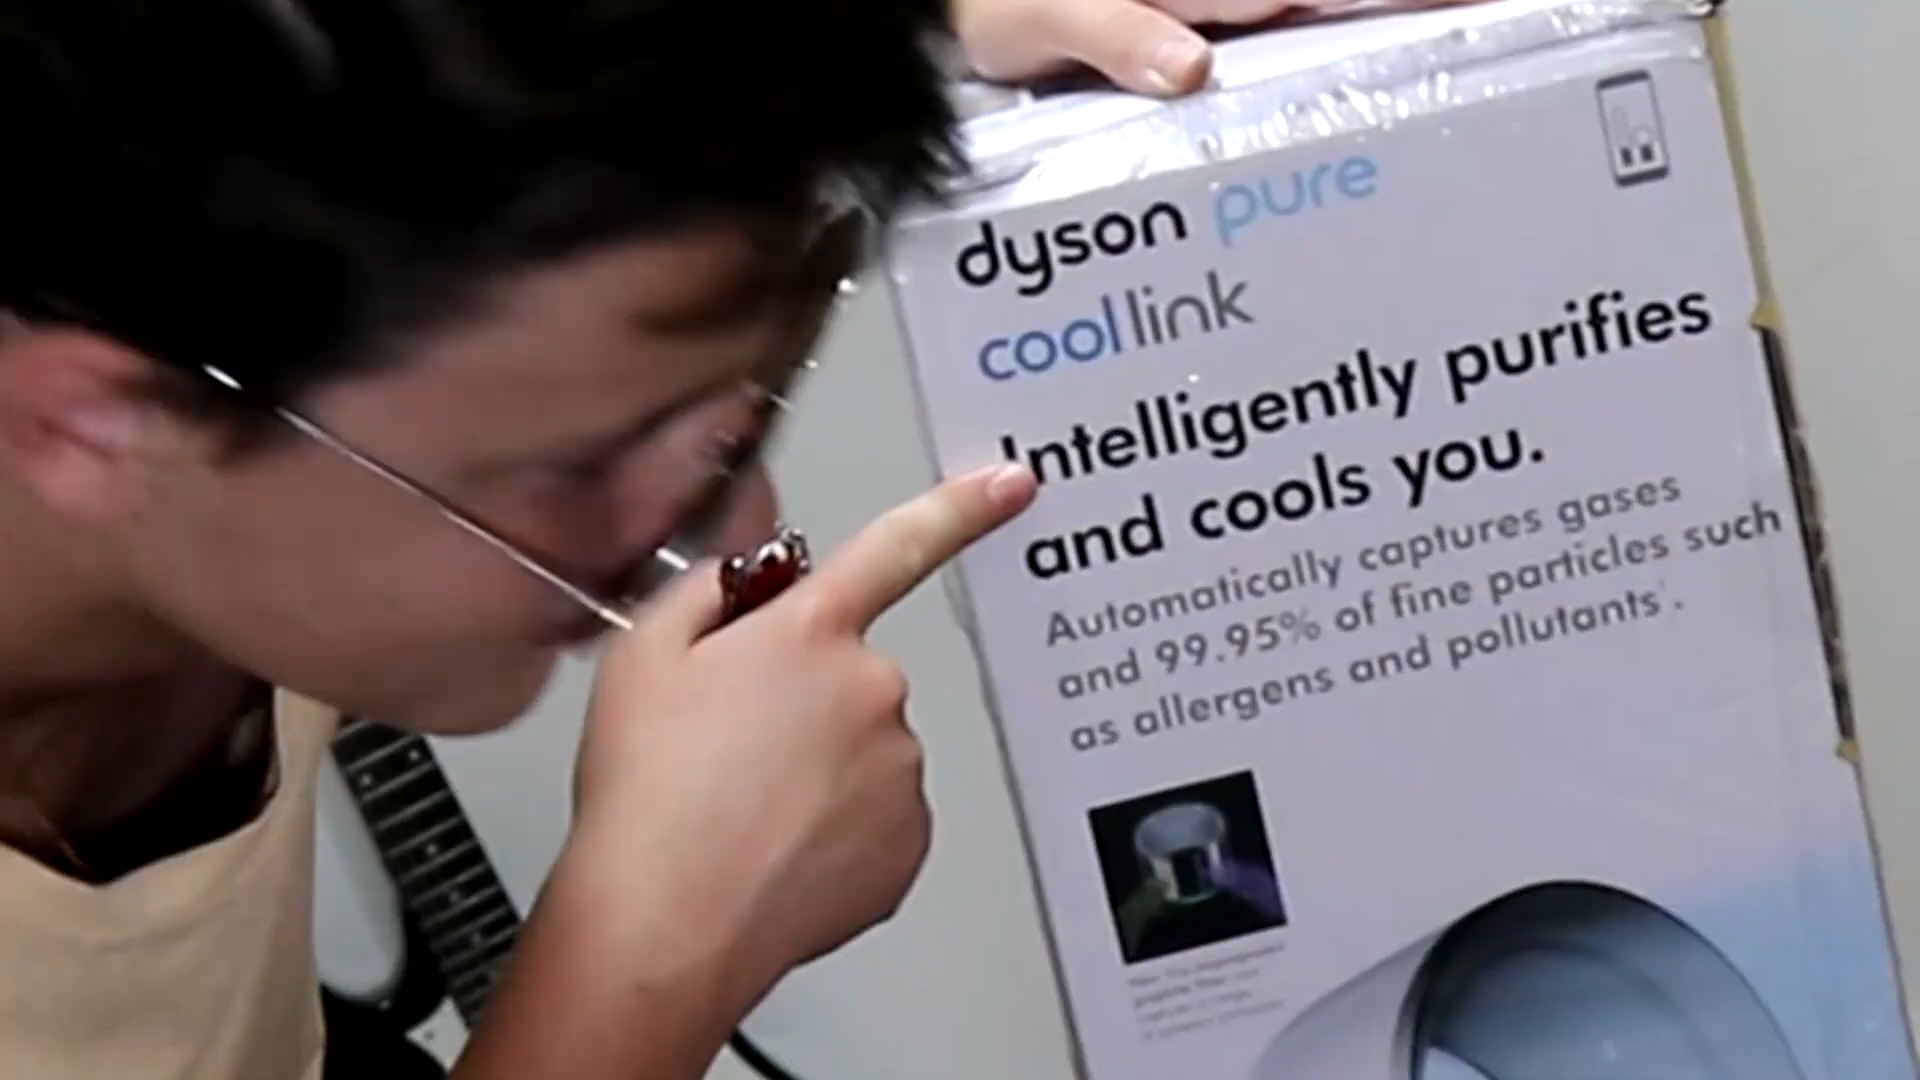 dyson pure
cool link
Intelligently purifies
and cools you.
Automatically captures gases
and 99.95% of fine particles such
as allergens and pollutants¹.